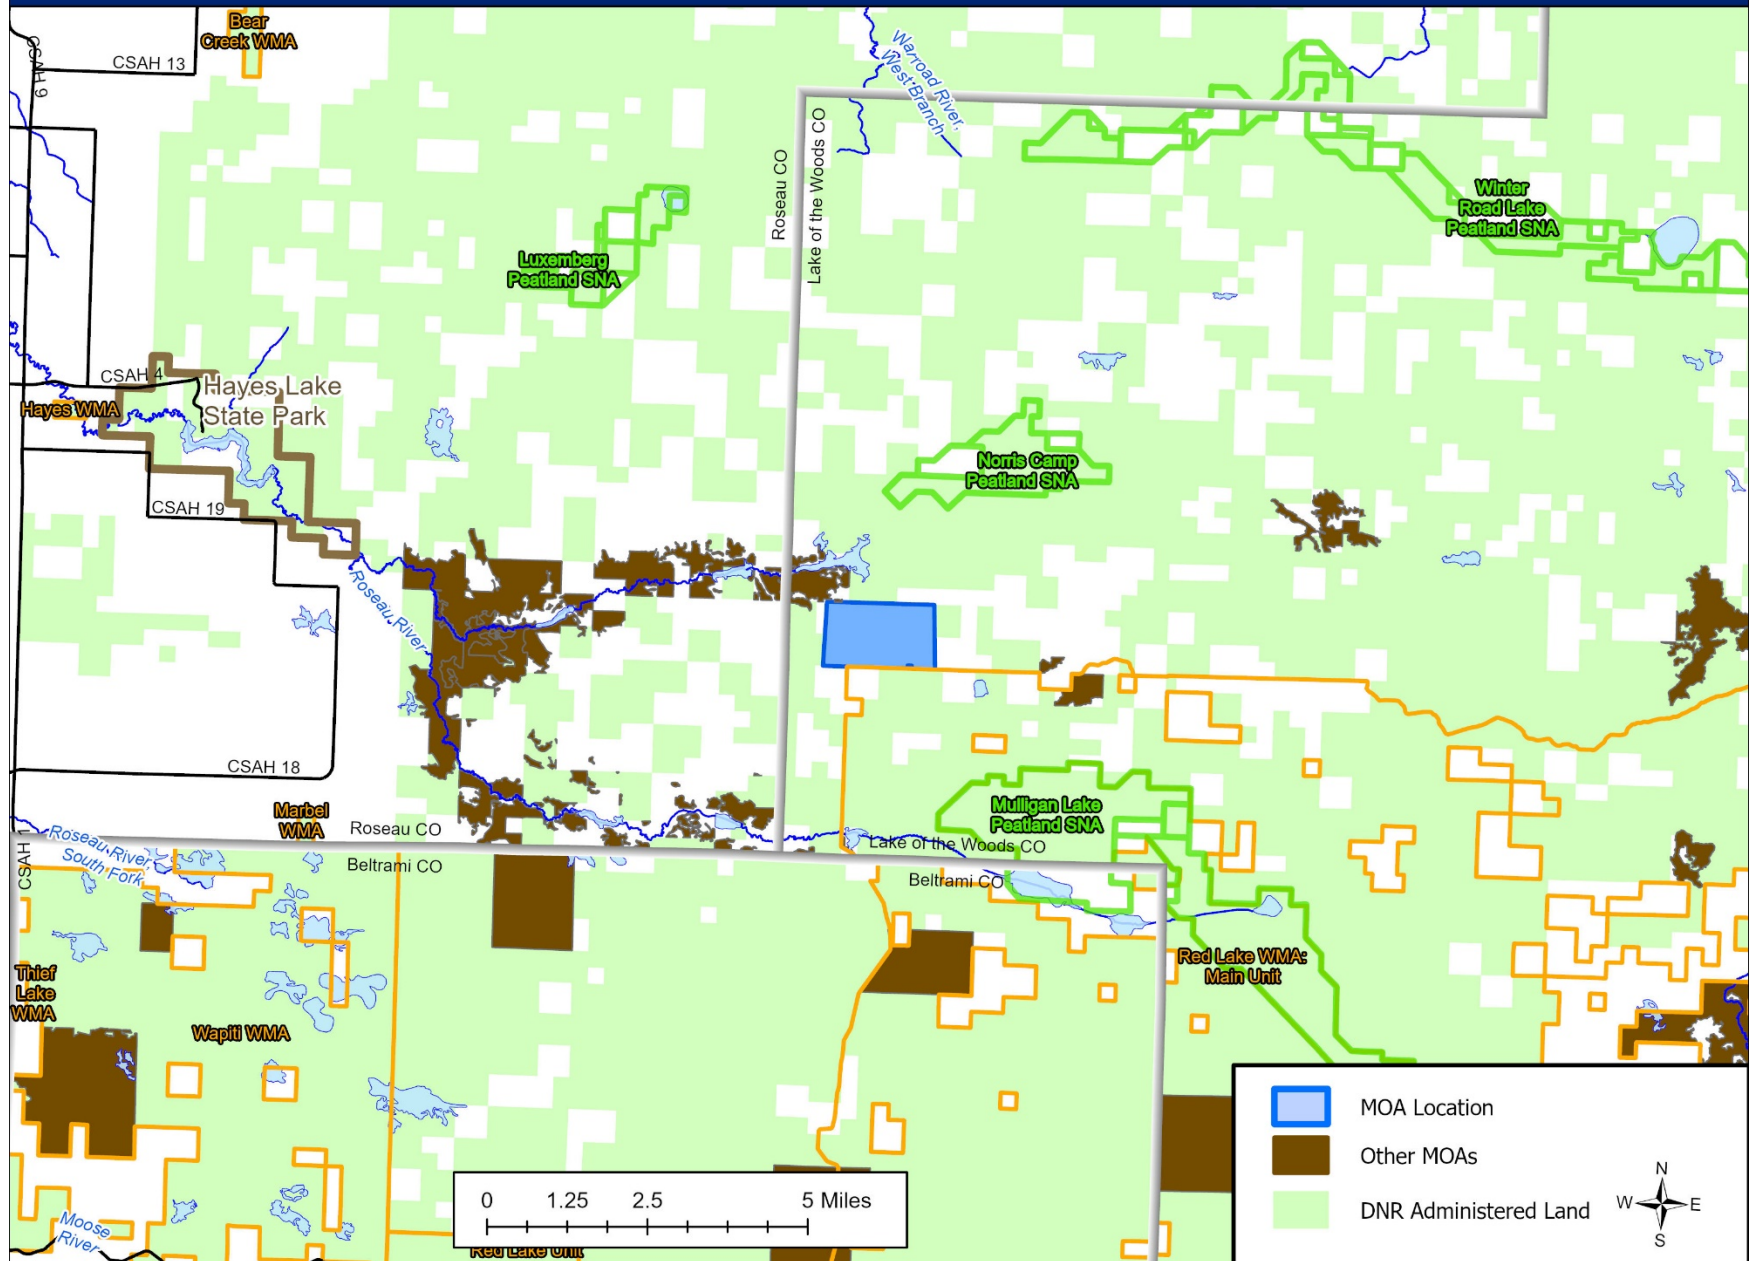 Bear
Creek WMA
CSAH 13
CSAH 9
Warroad River,
West Branch
Roseau CO
Lake of the Woods CO
Winter
Road Lake
Peatland SNA
Luxemberg
Peatland SNA
CSAH 4
Hayes Lake
State Park
Hayes WMA
Norris Camp
Peatland SNA
CSAH 19
Roseau River
CSAH 18
Marbel
WMA
Roseau CO
Mulligan Lake
Peatland SNA
Lake of the Woods CO
Roseau River,
South Fork
CSAH 1
Beltrami CO
Beltrami CO
Red Lake WMA:
Main Unit
Thief
Lake
WMA
Wapiti WMA
Moose
River
0 1.25 2.5 5 Miles
Red Lake Unit
MOA Location
Other MOAs
DNR Administered Land
N
W E
S